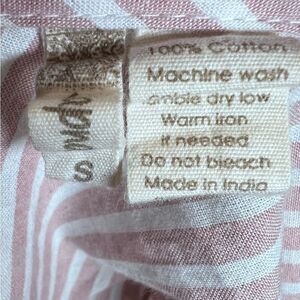 100% Cotton
Machine wash
dry low
Warm iron
if needed
Do not bleach
Made in India
S